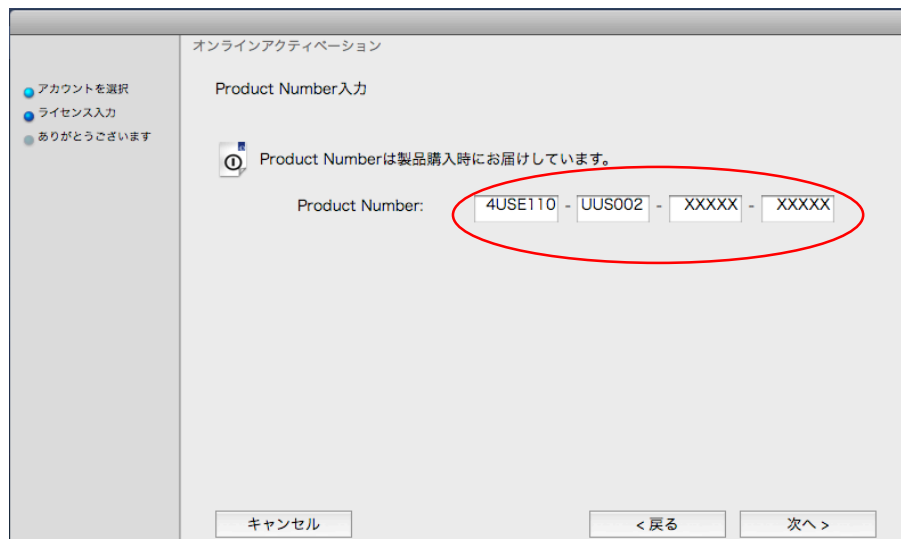 オンラインアクティベーション
アカウントを選択
ライセンス入力
ありがとうございます
Product Number入力
Product Numberは製品購入時にお届けしています。
Product Number: 4USE110 - UUS002 - XXXXX - XXXXX
キャンセル
< 戻る
次へ >